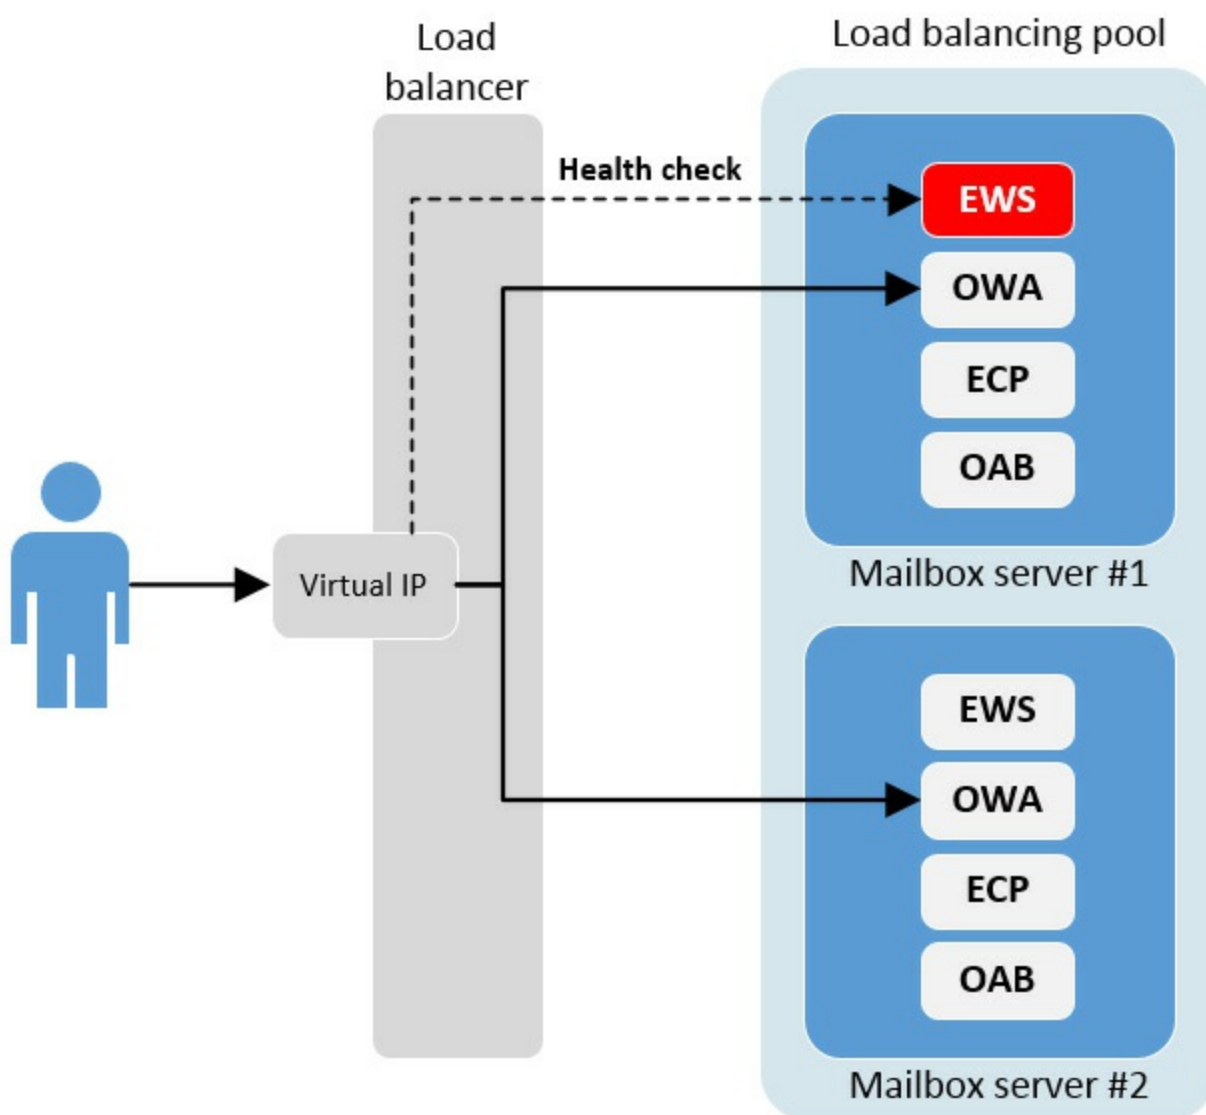 Load
balancer
Load balancing pool
Health check
EWS
OWA
ECP
OAB
Mailbox server #1
Virtual IP
EWS
OWA
ECP
OAB
Mailbox server #2